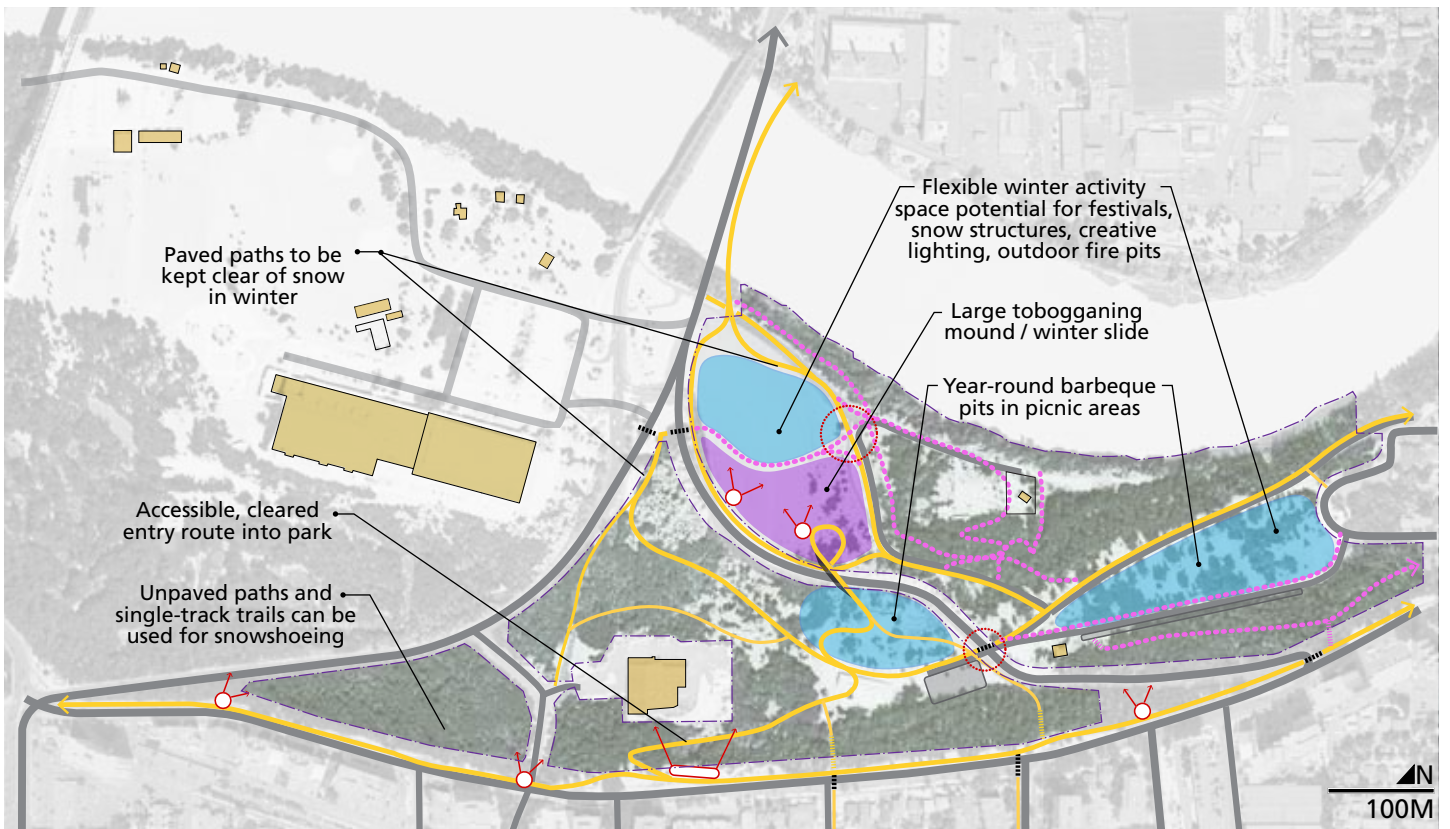 Flexible winter activity
space potential for festivals,
snow structures, creative
lighting, outdoor fire pits
Paved paths to be
kept clear of snow
in winter
Large tobogganing
mound / winter slide
Year-round barbeque
pits in picnic areas
Accessible, cleared
entry route into park
Unpaved paths and
single-track trails can be
used for snowshoeing
N
100M